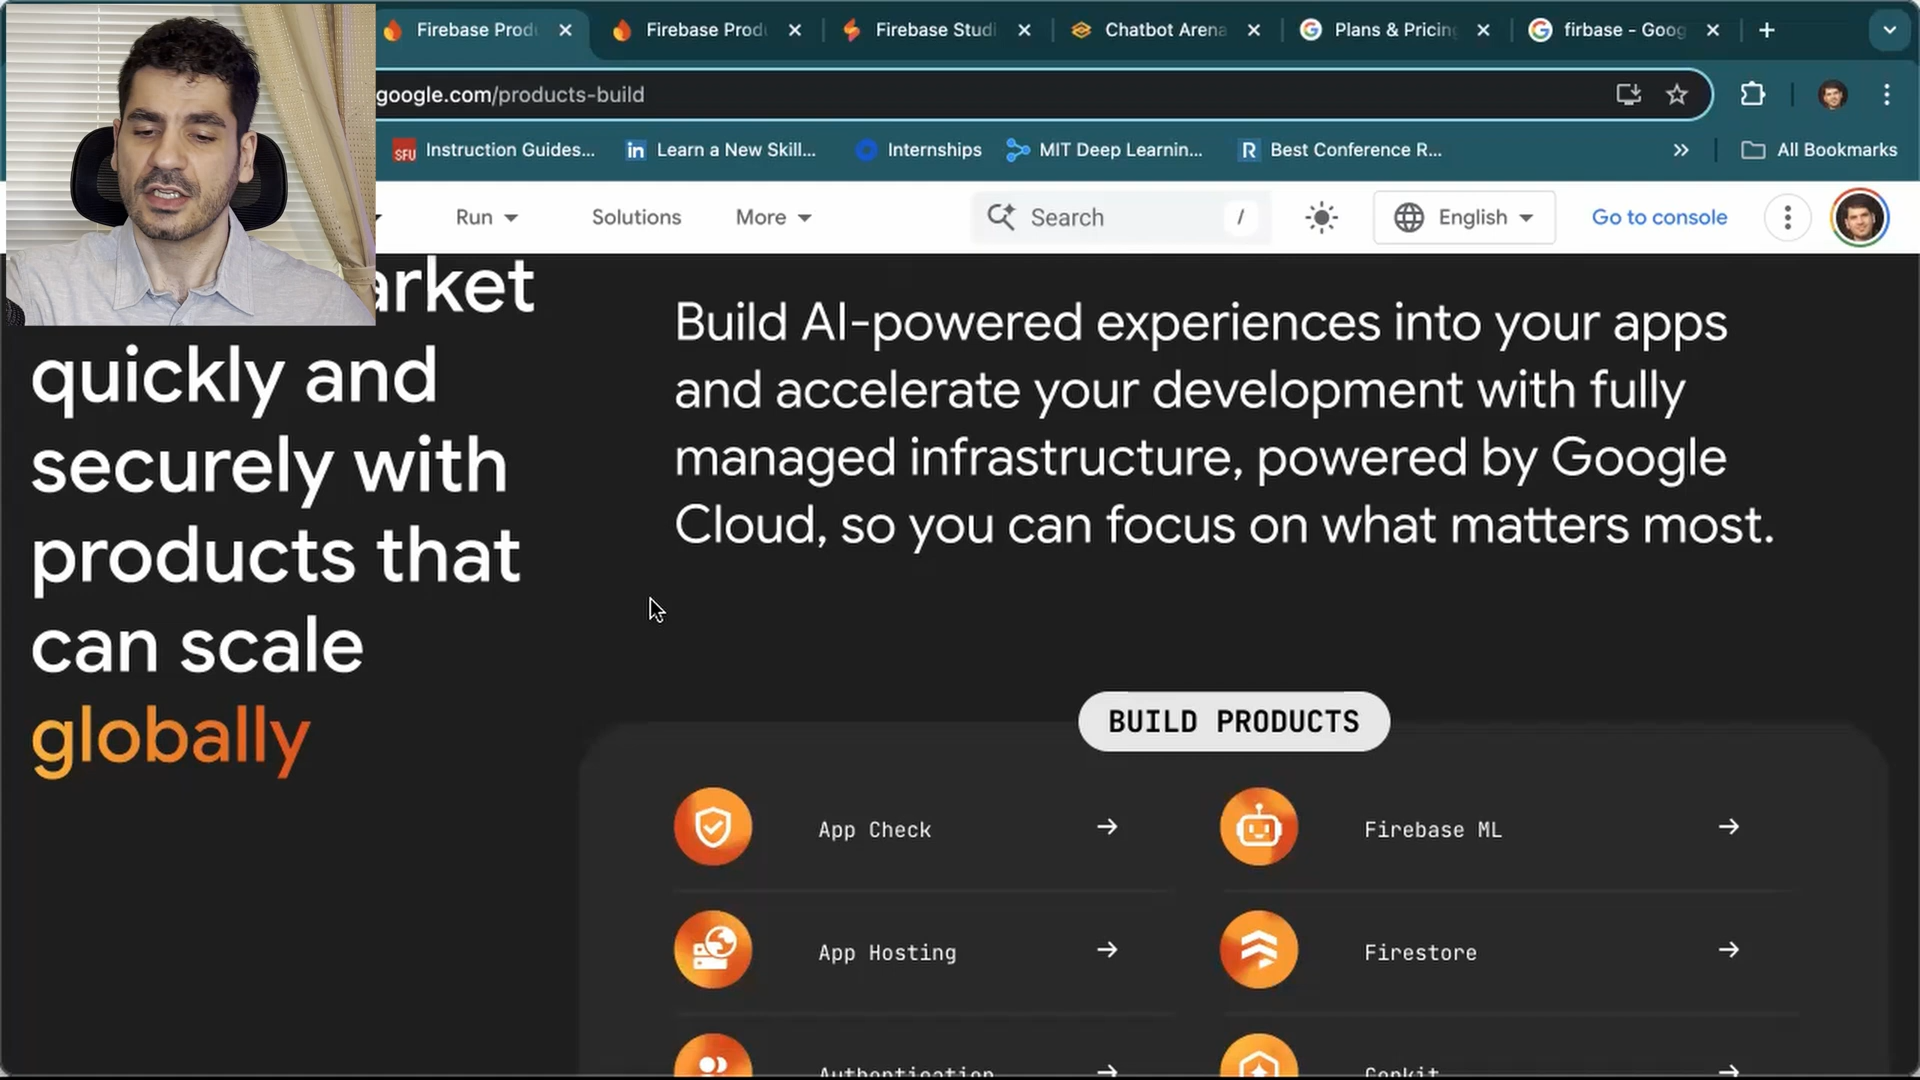 Firebase Prod
Firebase Prod
Firebase Studi
Chatbot Arena
Plans & Pricing
firbase - Goog
google.com/products-build
SFU
Instruction Guides...
in
Learn a New Skill...
Internships
MIT Deep Learnin...
R
Best Conference R...
All Bookmarks
Run
Solutions
More
Search
/
English
Go to console
arket
quickly and
securely with
products that
can scale
globally
Build AI-powered experiences into your apps
and accelerate your development with fully
managed infrastructure, powered by Google
Cloud, so you can focus on what matters most.
BUILD PRODUCTS
App Check
Firebase ML
App Hosting
Firestore
Authentication
Genkit